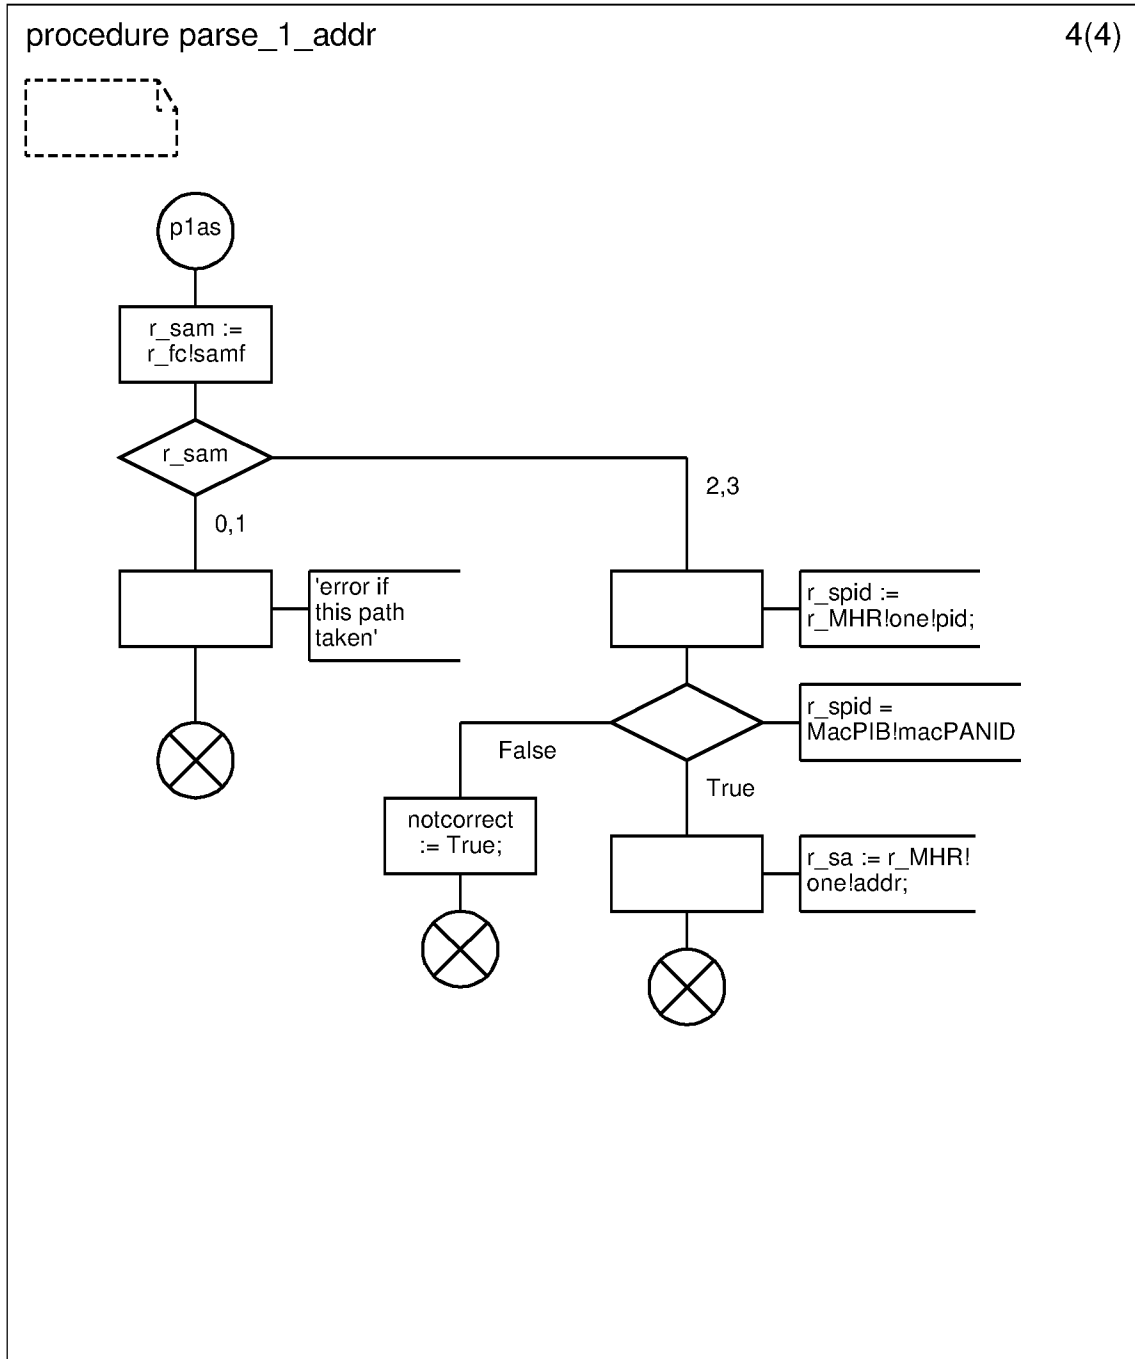 procedure parse_1_addr
4(4)
p1as
r_sam :=
r_fc!samf
r_sam
2,3
0,1
'error if
this path
taken'
r_spid :=
r_MHR!one!pid;
r_spid =
MacPIB!macPANID
False
True
notcorrect
:= True;
r_sa := r_MHR!
one!addr;